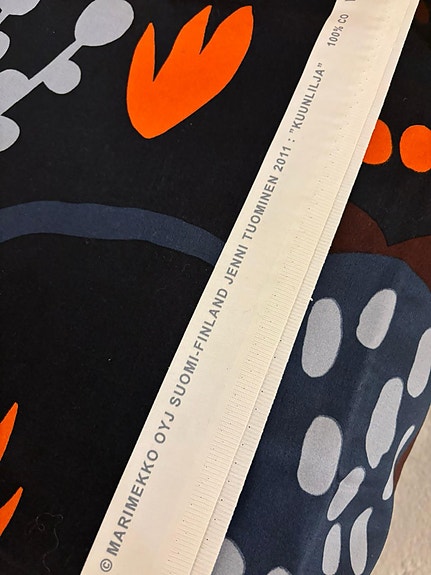 © MARIMEKKO OYJ SUOMI-FINLAND JENNI TUOMINEN 2011 : "KUUNLILJA" 100% CO